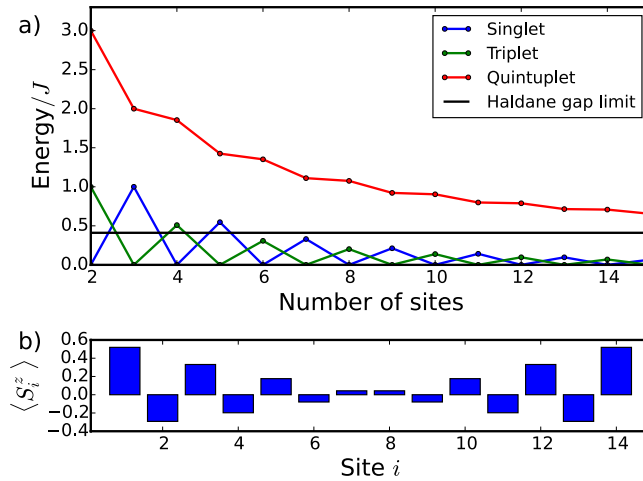 a)
Energy/J
3.0
2.5
2.0
1.5
1.0
0.5
0.0
Singlet
Triplet
Quintuplet
Haldane gap limit
2 4 6 8 10 12 14
Number of sites
b)
⟨S_i^z⟩
0.6
0.4
0.2
0.0
−0.2
−0.4
2 4 6 8 10 12 14
Site i